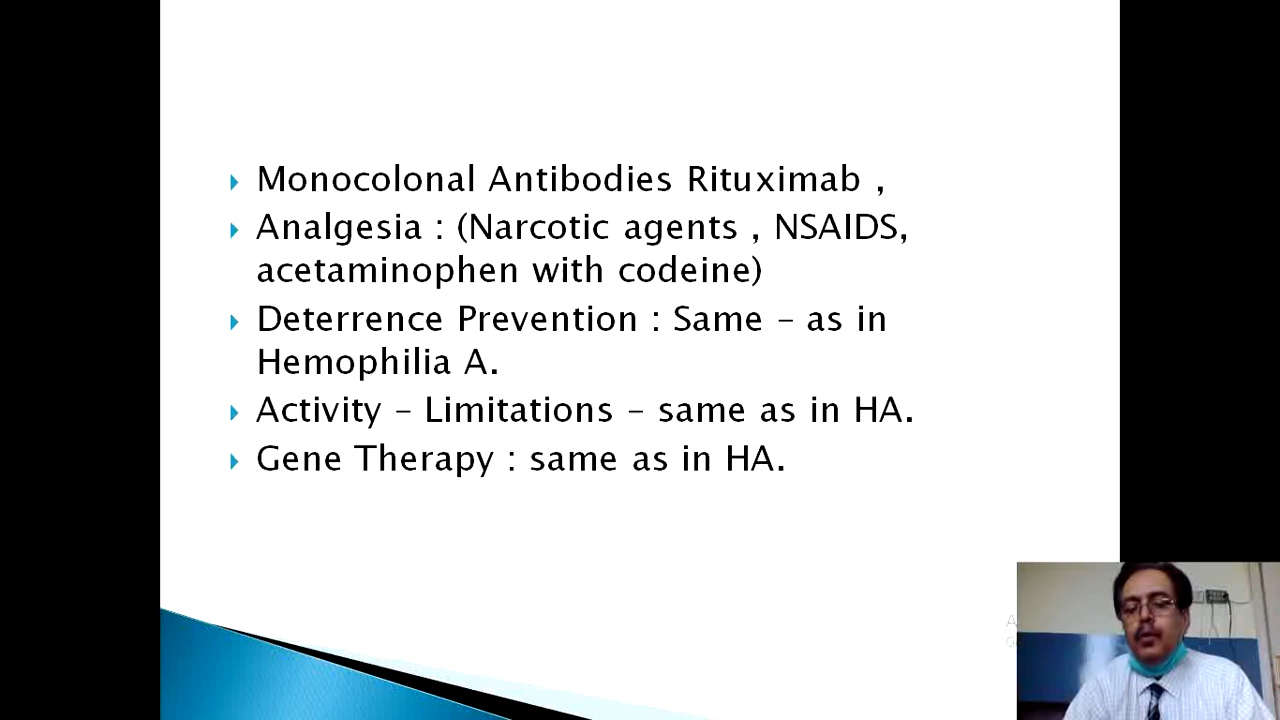 Monocolonal Antibodies Rituximab ,
Analgesia : (Narcotic agents , NSAIDS,
acetaminophen with codeine)
Deterrence Prevention : Same – as in
Hemophilia A.
Activity – Limitations – same as in HA.
Gene Therapy : same as in HA.